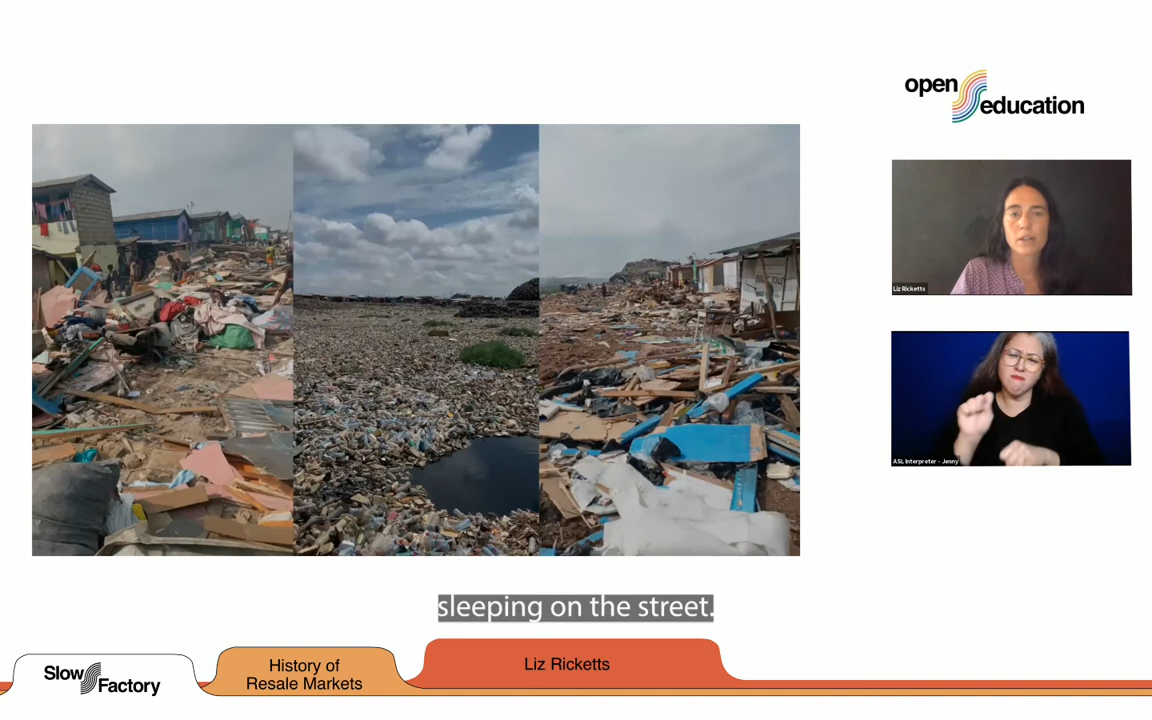 open
education
Liz Ricketts
ASL Interpreter - Jenny
sleeping on the street.
Slow
Factory
History of
Resale Markets
Liz Ricketts